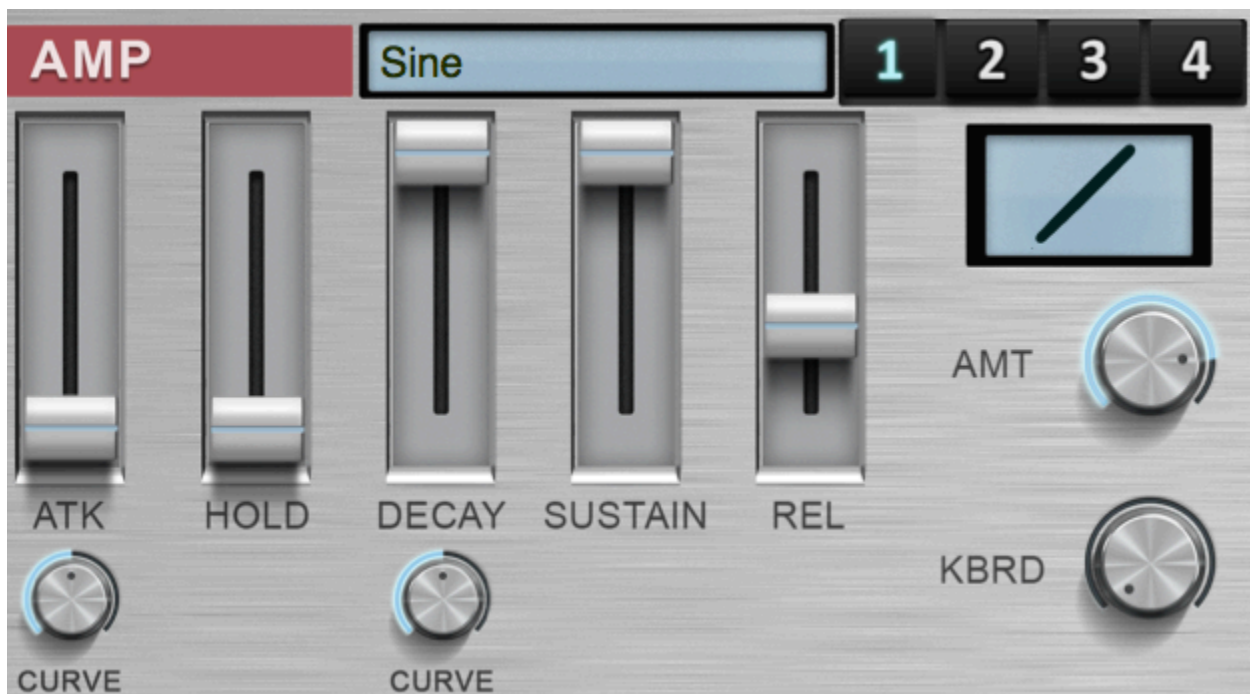 AMP
Sine
1 2 3 4
AMT
ATK HOLD DECAY SUSTAIN REL
KBRD
CURVE CURVE